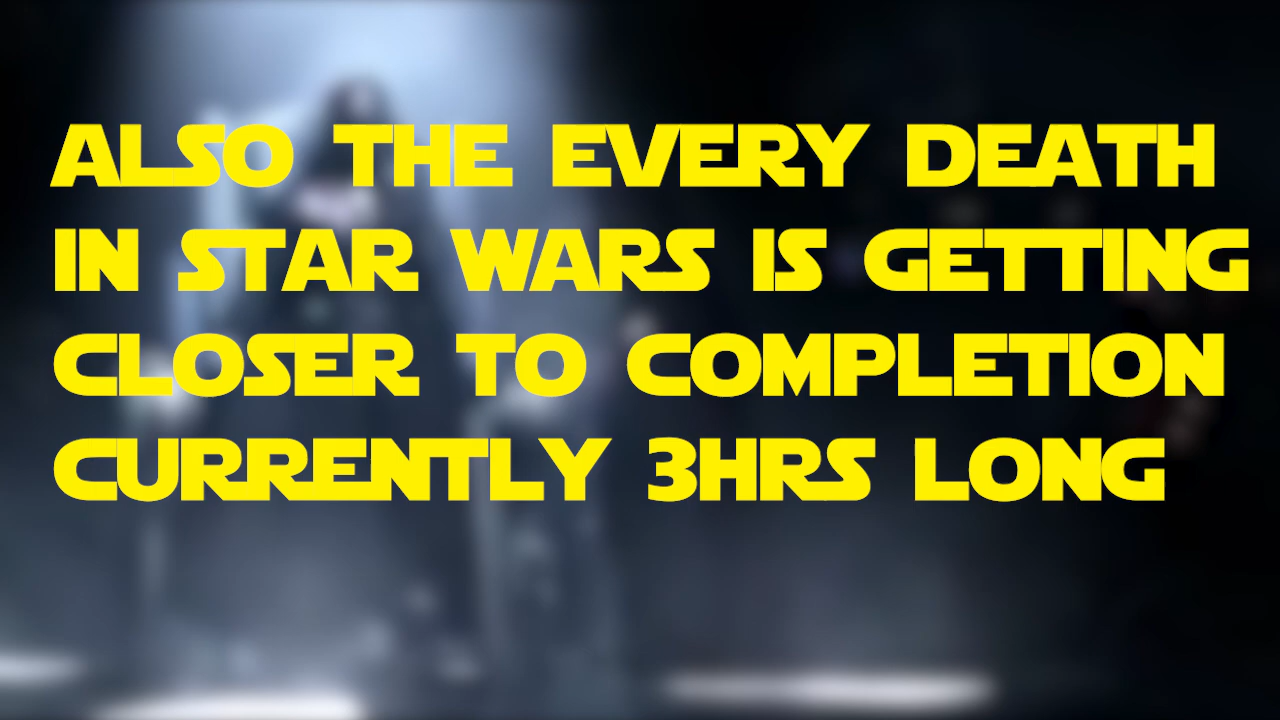 ALSO THE EVERY DEATH
IN STAR WARS IS GETTING
CLOSER TO COMPLETION
CURRENTLY 3HRS LONG